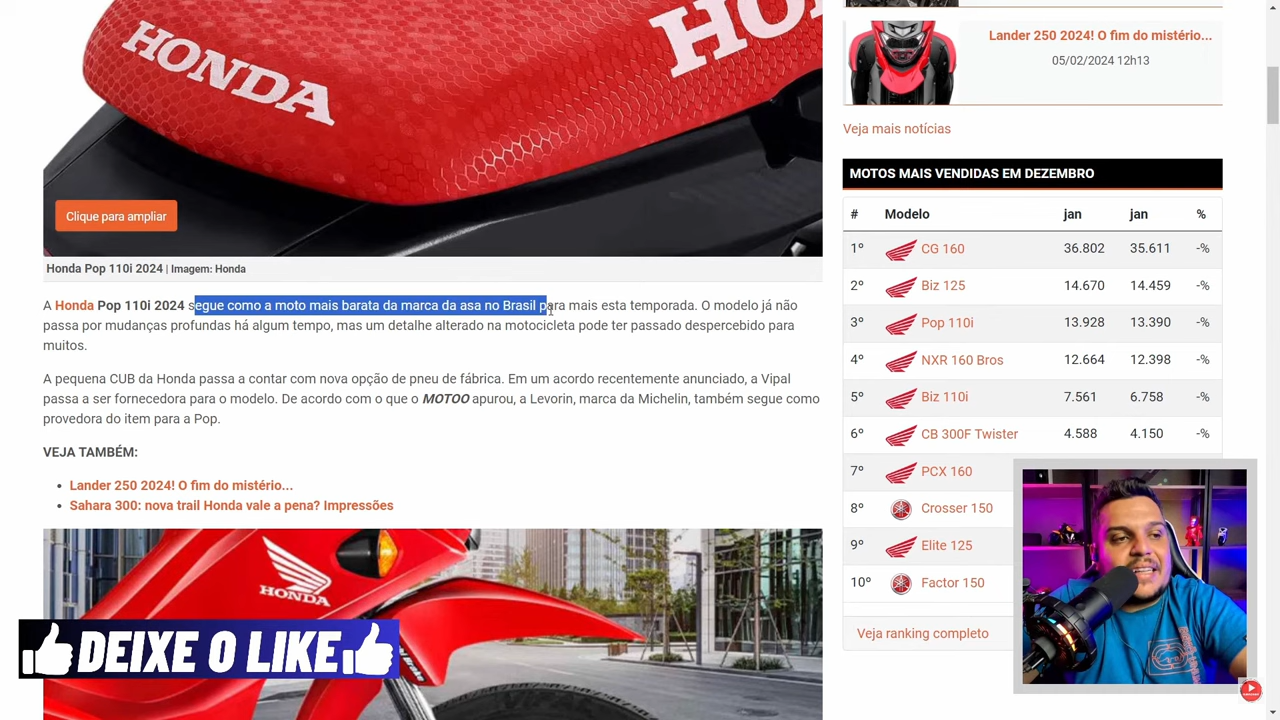 HONDA
HO
Clique para ampliar
Honda Pop 110i 2024 | Imagem: Honda
A Honda Pop 110i 2024 segue como a moto mais barata da marca da asa no Brasil para mais esta temporada. O modelo já não
passa por mudanças profundas há algum tempo, mas um detalhe alterado na motocicleta pode ter passado despercebido para
muitos.
A pequena CUB da Honda passa a contar com nova opção de pneu de fábrica. Em um acordo recentemente anunciado, a Vipal
passa a ser fornecedora para o modelo. De acordo com o que o MOTOO apurou, a Levorin, marca da Michelin, também segue como
provedora do item para a Pop.
VEJA TAMBÉM:
Lander 250 2024! O fim do mistério...
Sahara 300: nova trail Honda vale a pena? Impressões
HONDA
DEIXE O LIKE
Lander 250 2024! O fim do mistério...
05/02/2024 12h13
Veja mais notícias
MOTOS MAIS VENDIDAS EM DEZEMBRO
# Modelo jan jan %
1º CG 160 36.802 35.611 -%
2º Biz 125 14.670 14.459 -%
3º Pop 110i 13.928 13.390 -%
4º NXR 160 Bros 12.664 12.398 -%
5º Biz 110i 7.561 6.758 -%
6º CB 300F Twister 4.588 4.150 -%
7º PCX 160
8º Crosser 150
9º Elite 125
10º Factor 150
Veja ranking completo